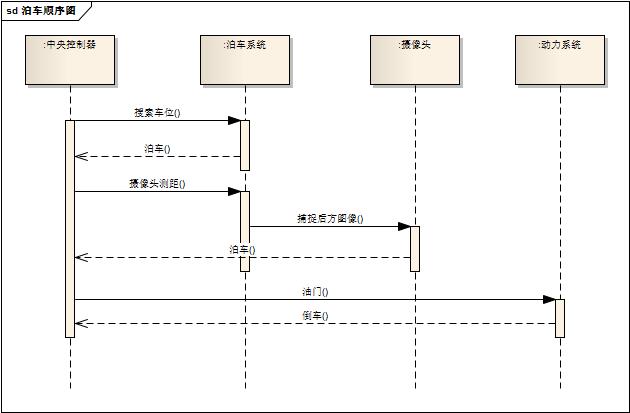 sd 泊车顺序图
:中央控制器
:泊车系统
:摄像头
:动力系统
搜索车位()
泊车()
摄像头测距()
捕捉后方图像()
泊车()
油门()
倒车()